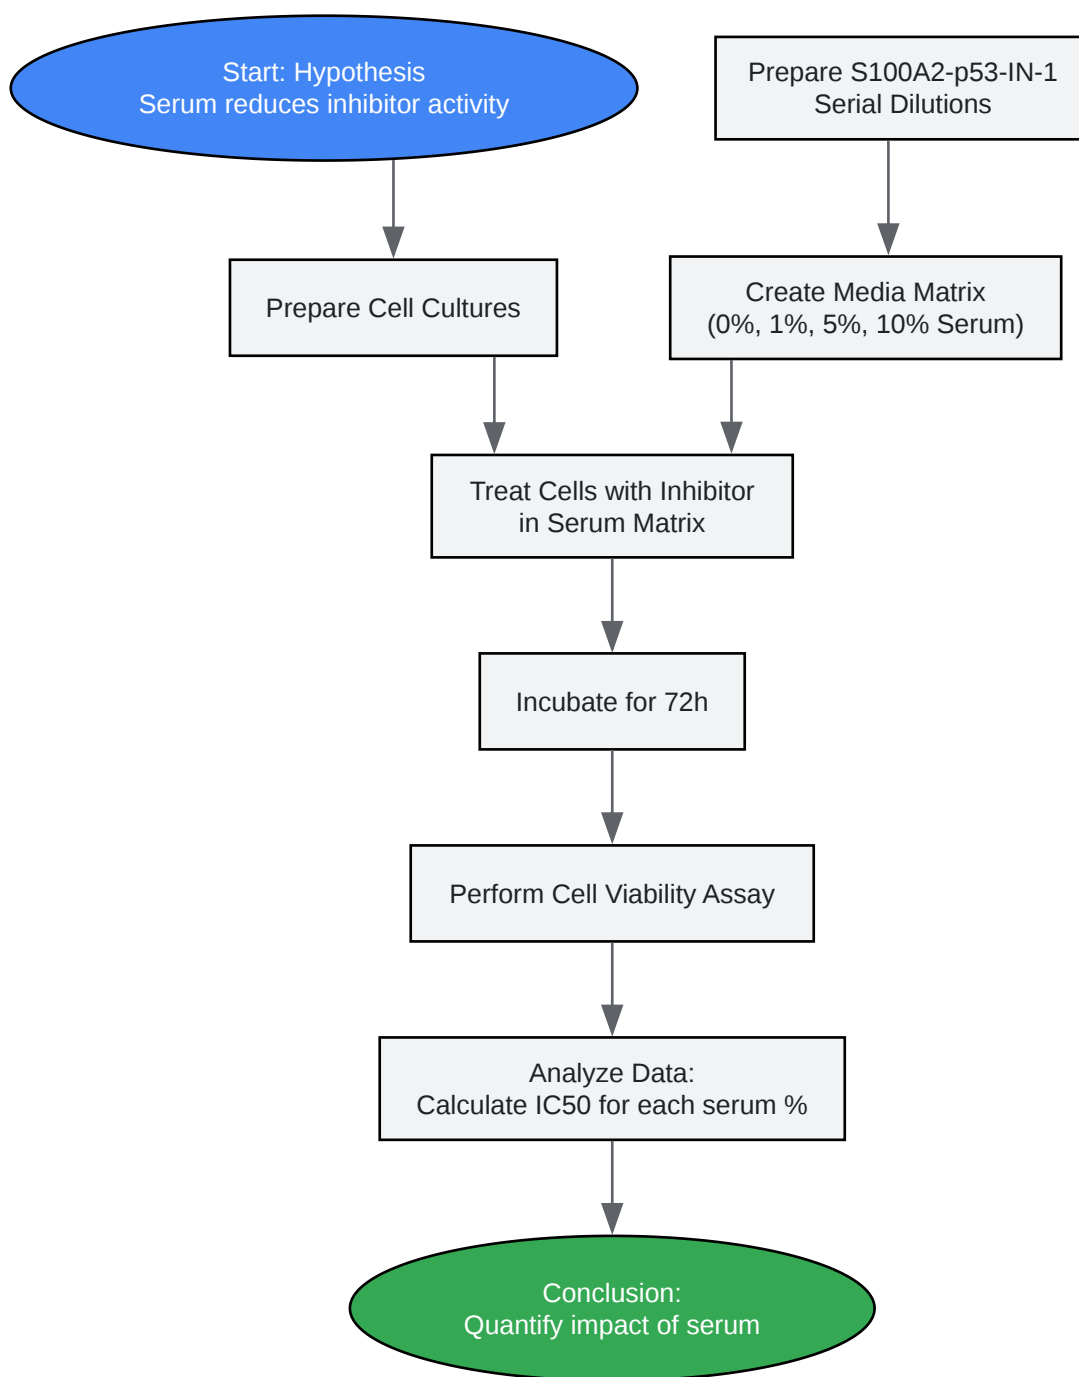 Start: Hypothesis
Serum reduces inhibitor activity
Prepare S100A2-p53-IN-1
Serial Dilutions
Prepare Cell Cultures
Create Media Matrix
(0%, 1%, 5%, 10% Serum)
Treat Cells with Inhibitor
in Serum Matrix
Incubate for 72h
Perform Cell Viability Assay
Analyze Data:
Calculate IC50 for each serum %
Conclusion:
Quantify impact of serum